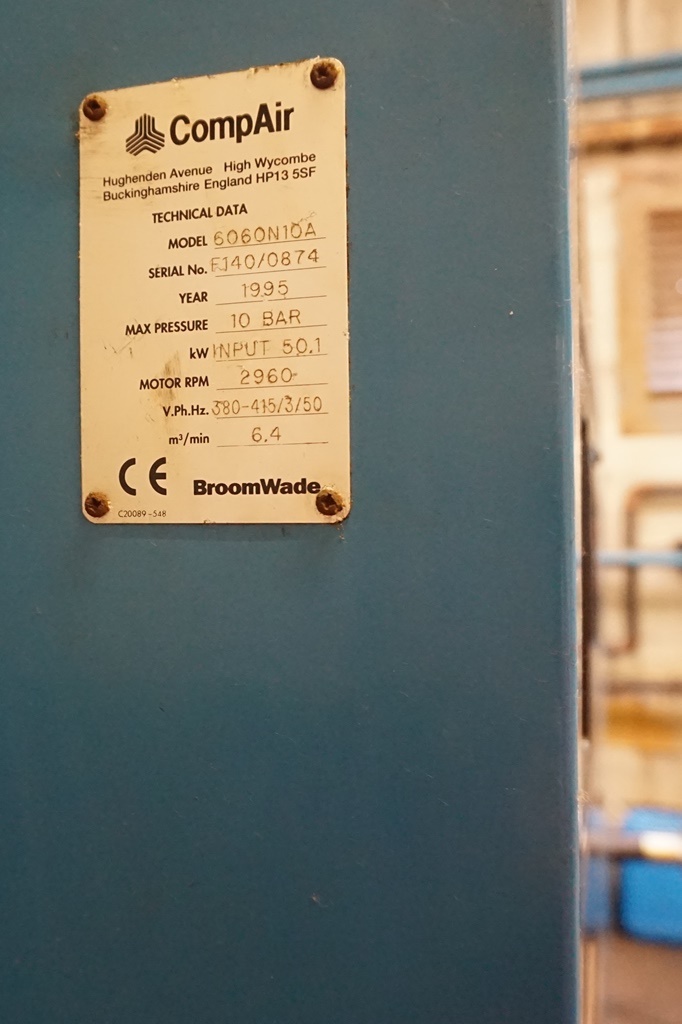 CompAir
Hughenden Avenue High Wycombe
Buckinghamshire England HP13 5SF
TECHNICAL DATA
MODEL 6060N10A
SERIAL No. F140/0874
YEAR 1995
MAX PRESSURE 10 BAR
kW INPUT 50.1
MOTOR RPM 2960
V.Ph.Hz. 380-415/3/50
m³/min 6.4
CE BroomWade
C20089-548